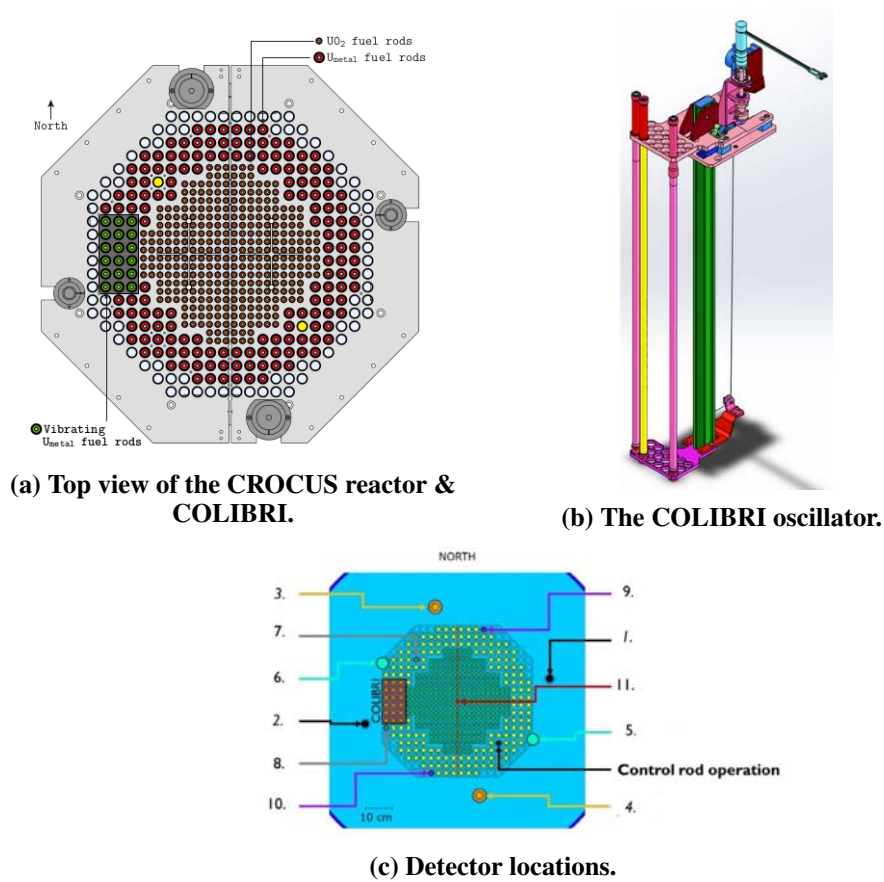 UO₂ fuel rods
U_metal fuel rods
North
Vibrating
U_metal fuel rods
(a) Top view of the CROCUS reactor &
COLIBRI.
(b) The COLIBRI oscillator.
NORTH
3.
9.
7.
1.
6.
11.
COLIBRI
2.
5.
8.
Control rod operation
10.
4.
10 cm
(c) Detector locations.